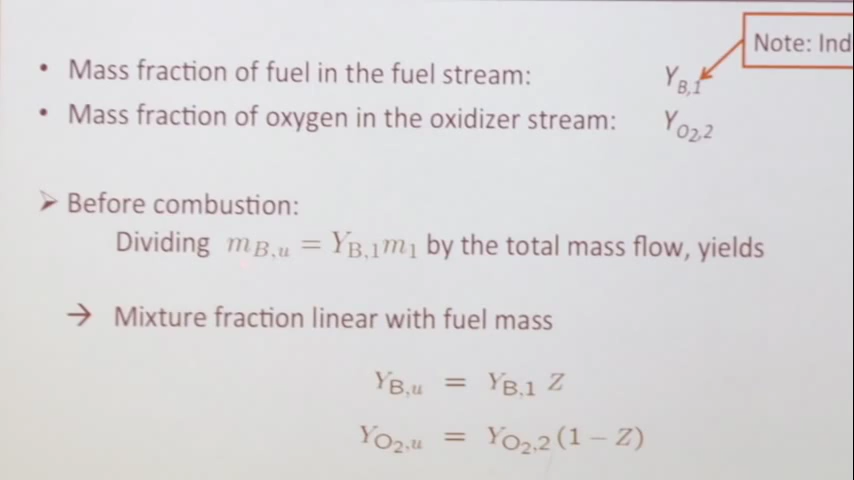 Note: Ind
• Mass fraction of fuel in the fuel stream: Y_B,1
• Mass fraction of oxygen in the oxidizer stream: Y_O2,2
➢ Before combustion:
Dividing m_B,u = Y_B,1 m_1 by the total mass flow, yields
→ Mixture fraction linear with fuel mass
Y_B,u = Y_B,1 Z
Y_O2,u = Y_O2,2 (1 − Z)